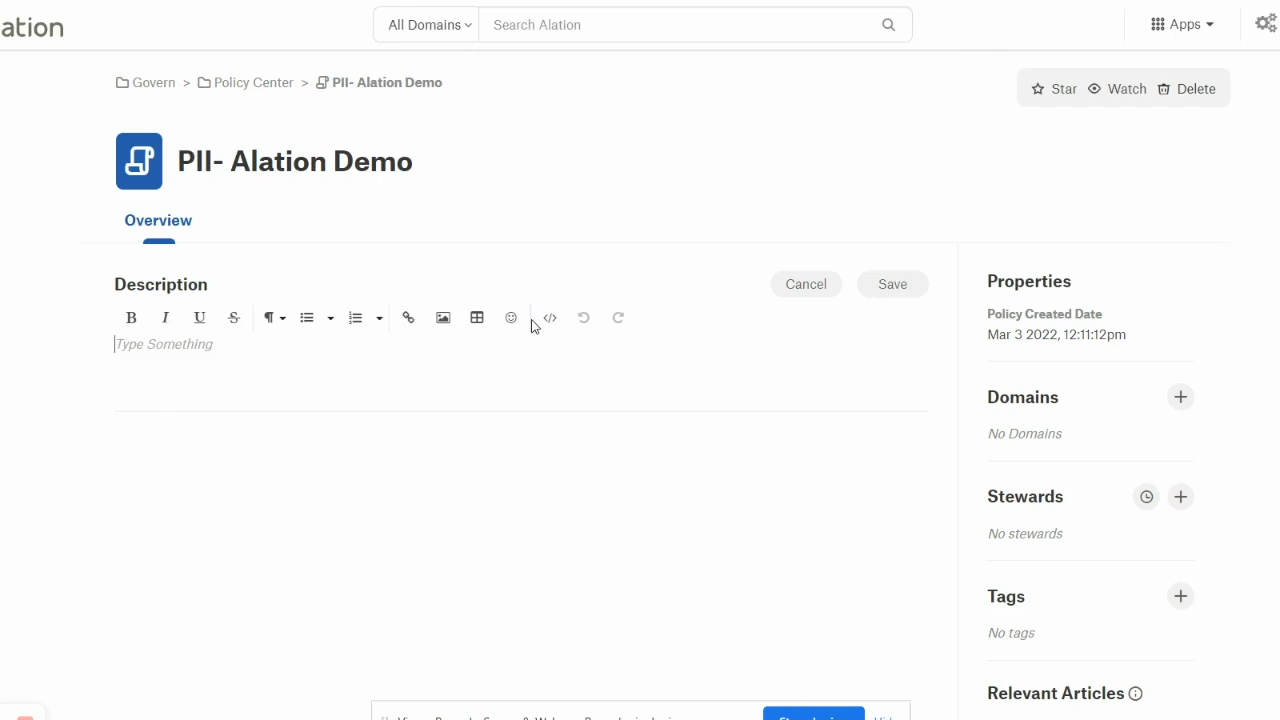 ation
All Domains
Search Alation
Apps
Govern > Policy Center > PII- Alation Demo
Star Watch Delete
PII- Alation Demo
Overview
Description
Cancel
Save
B I U S
Type Something
Properties
Policy Created Date
Mar 3 2022, 12:11:12pm
Domains
No Domains
Stewards
No stewards
Tags
No tags
Relevant Articles